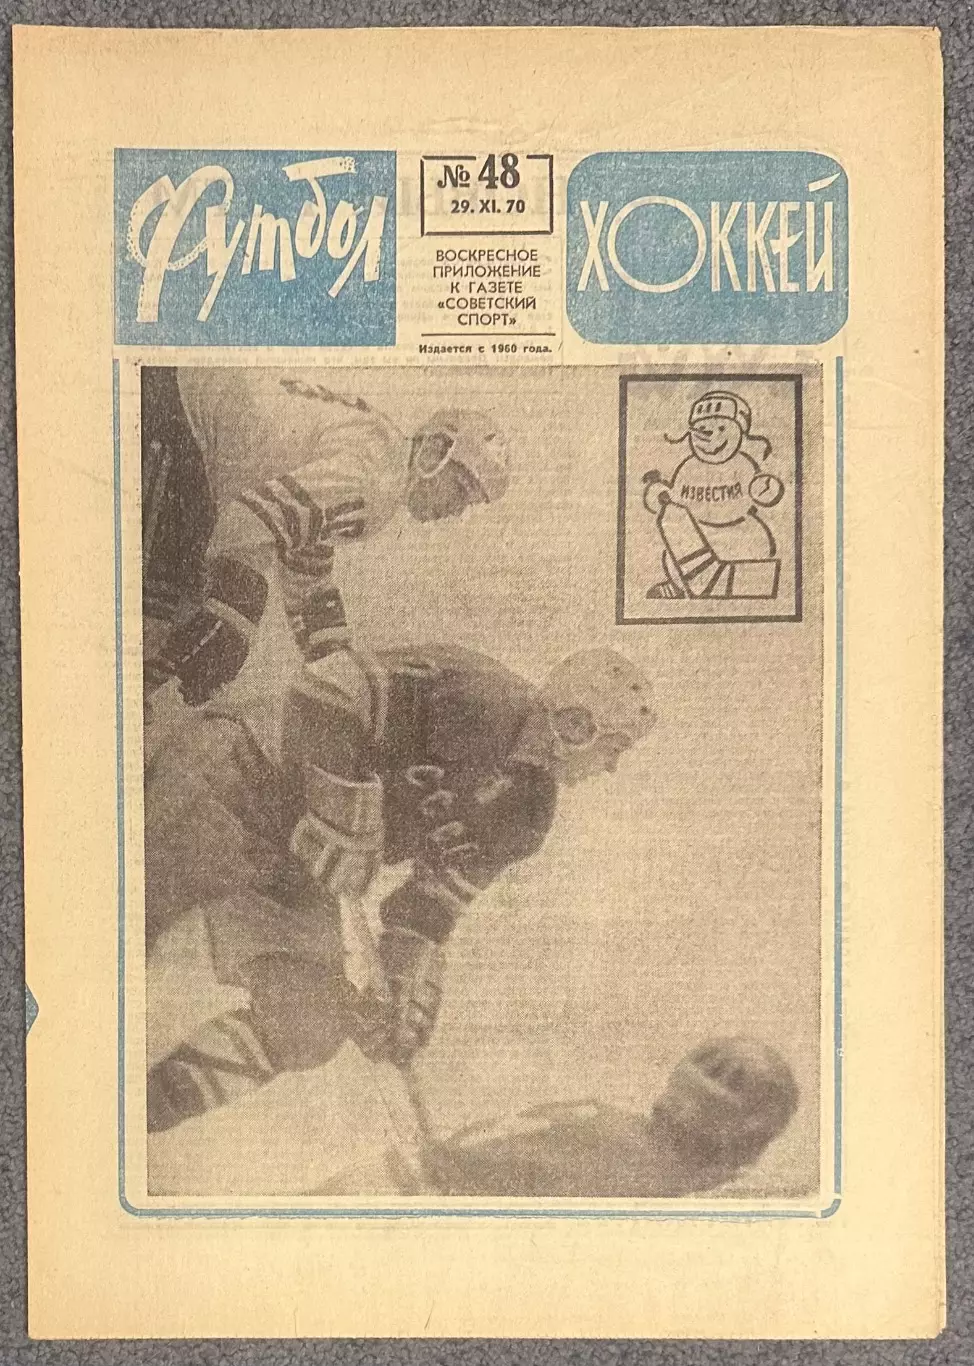 Футбол
№ 48
29. XI. 70
ВОСКРЕСНОЕ
ПРИЛОЖЕНИЕ
К ГАЗЕТЕ
«СОВЕТСКИЙ
СПОРТ»
Издается с 1960 года.
ХОККЕЙ
ИЗВЕСТИЯ
СССР